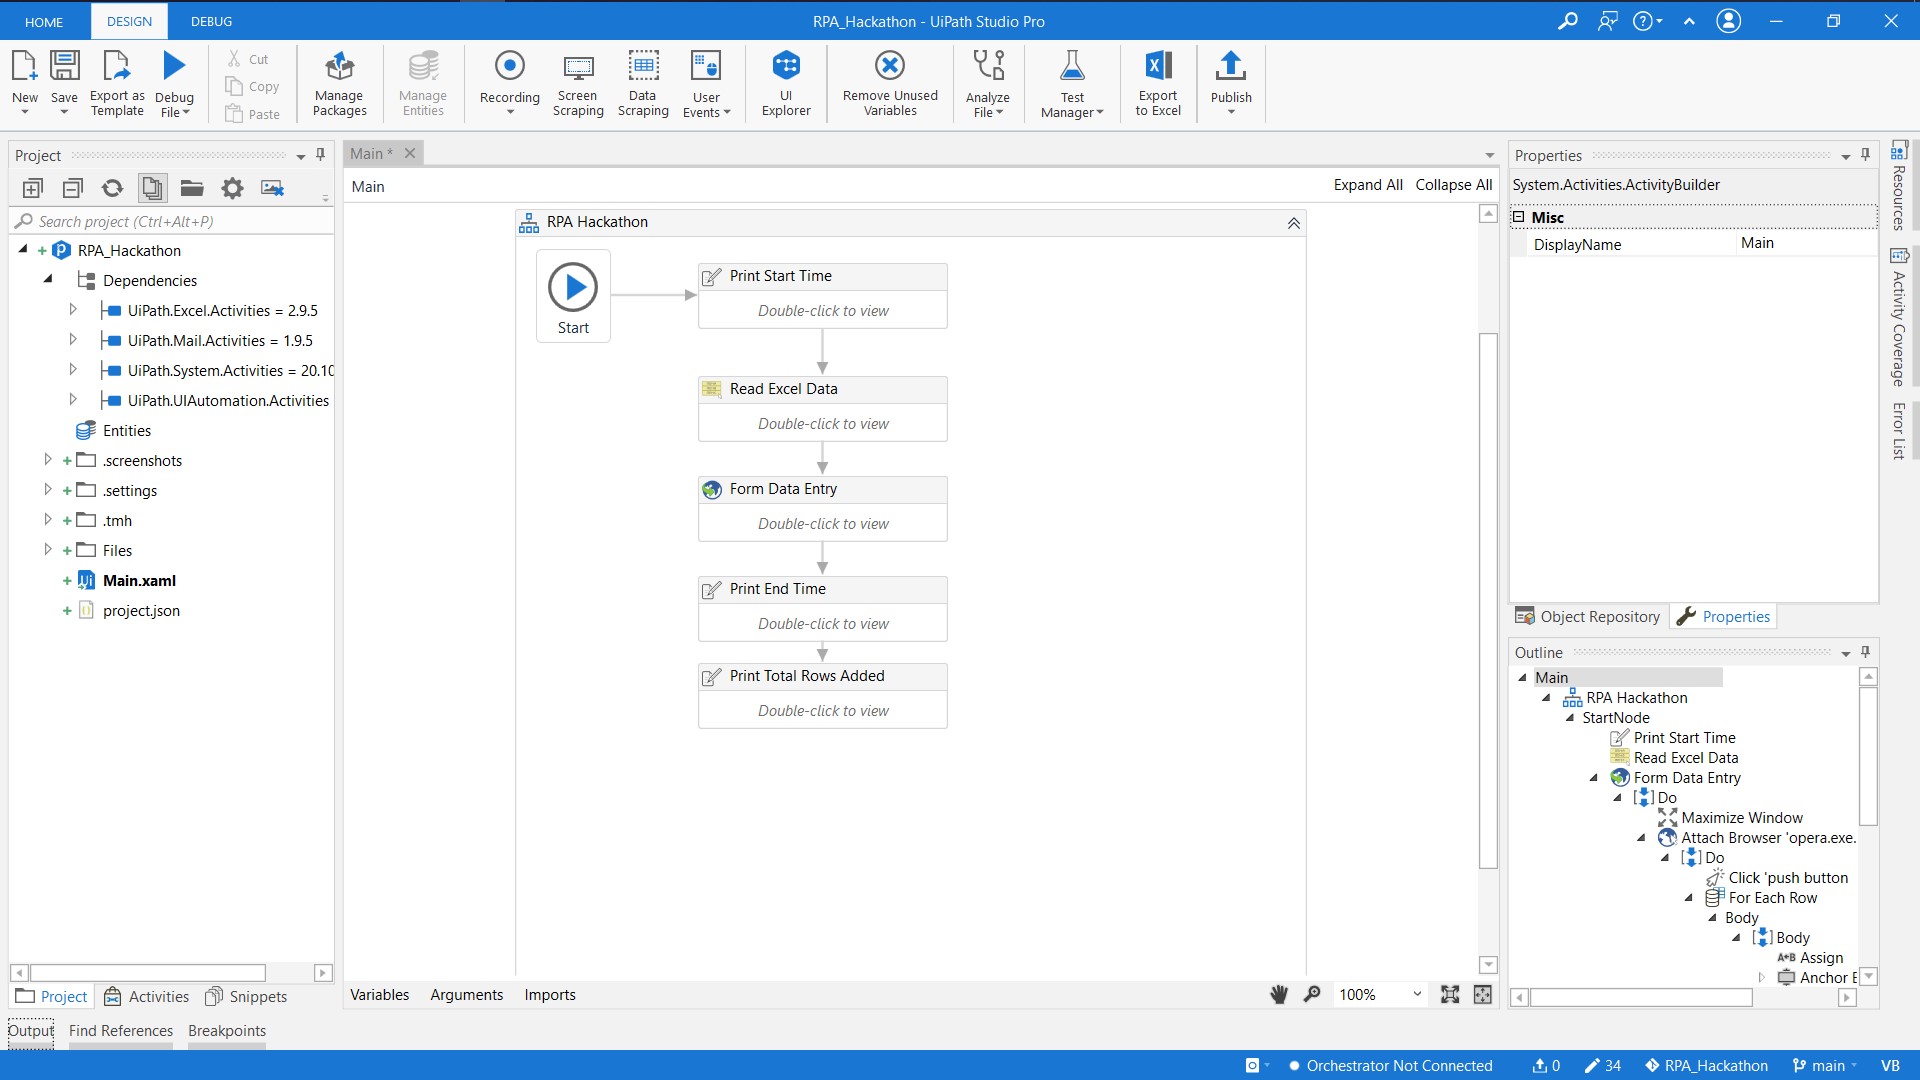 HOME DESIGN DEBUG RPA_Hackathon - UiPath Studio Pro
New
Save
Export as
Template
Debug
File
Cut
Copy
Paste
Manage
Packages
Manage
Entities
Recording
Screen
Scraping
Data
Scraping
User
Events
UI
Explorer
Remove Unused
Variables
Analyze
File
Test
Manager
Export
to Excel
Publish
Project
Search project (Ctrl+Alt+P)
RPA_Hackathon
Dependencies
UiPath.Excel.Activities = 2.9.5
UiPath.Mail.Activities = 1.9.5
UiPath.System.Activities = 20.10
UiPath.UIAutomation.Activities
Entities
.screenshots
.settings
.tmh
Files
Main.xaml
project.json
Project Activities Snippets
Main *
Main
Expand All Collapse All
RPA Hackathon
Start
Print Start Time
Double-click to view
Read Excel Data
Double-click to view
Form Data Entry
Double-click to view
Print End Time
Double-click to view
Print Total Rows Added
Double-click to view
Variables Arguments Imports
100%
Properties
System.Activities.ActivityBuilder
Misc
DisplayName Main
Object Repository Properties
Outline
Main
RPA Hackathon
StartNode
Print Start Time
Read Excel Data
Form Data Entry
Do
Maximize Window
Attach Browser 'opera.exe.
Do
Click 'push button
For Each Row
Body
Body
A+B Assign
Anchor E
Resources
Activity Coverage
Error List
Output Find References Breakpoints
Orchestrator Not Connected 0 34 RPA_Hackathon main VB